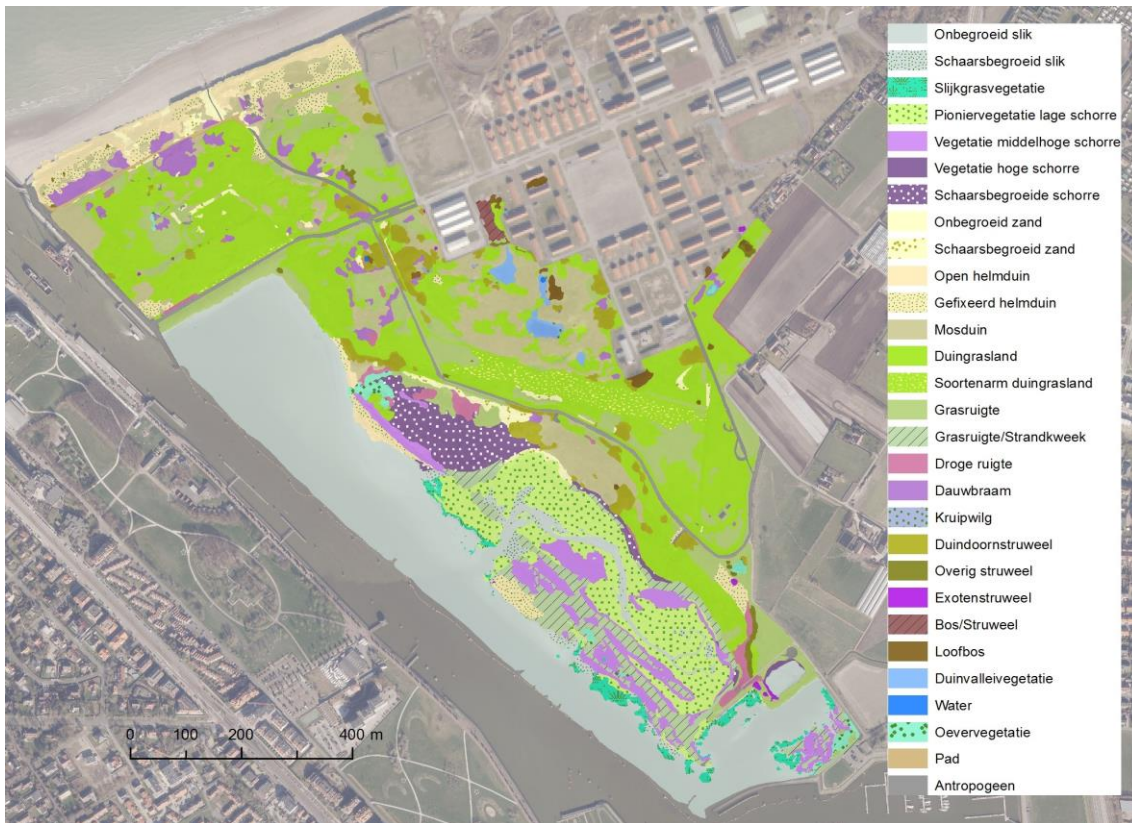 Onbegroeid slik
Schaarsbegroeid slik
Slijkgrasvegetatie
Pioniervegetatie lage schorre
Vegetatie middelhoge schorre
Vegetatie hoge schorre
Schaarsbegroeide schorre
Onbegroeid zand
Schaarsbegroeid zand
Open helmduin
Gefixeerd helmduin
Mosduin
Duingrasland
Soortenarm duingrasland
Grasruigte
Grasruigte/Strandkweek
Droge ruigte
Dauwbraam
Kruipwilg
Duindoornstruweel
Overig struweel
Exotenstruweel
Bos/Struweel
Loofbos
Duinvalleivegetatie
Water
Oevervegetatie
Pad
Antropogeen
0 100 200 400 m